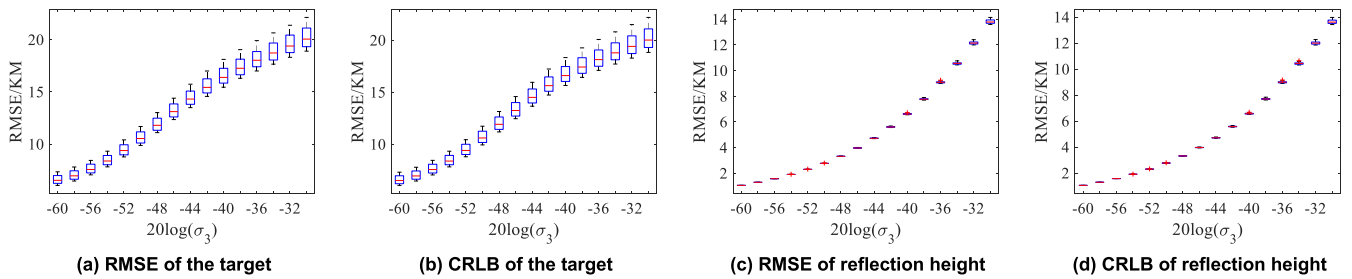 RMSE/KM
20
15
10
-60 -56 -52 -48 -44 -40 -36 -32
20log(σ₃)
(a) RMSE of the target
RMSE/KM
20
15
10
-60 -56 -52 -48 -44 -40 -36 -32
20log(σ₃)
(b) CRLB of the target
RMSE/KM
14
12
10
8
6
4
2
-60 -56 -52 -48 -44 -40 -36 -32
20log(σ₃)
(c) RMSE of reflection height
RMSE/KM
14
12
10
8
6
4
2
-60 -56 -52 -48 -44 -40 -36 -32
20log(σ₃)
(d) CRLB of reflection height